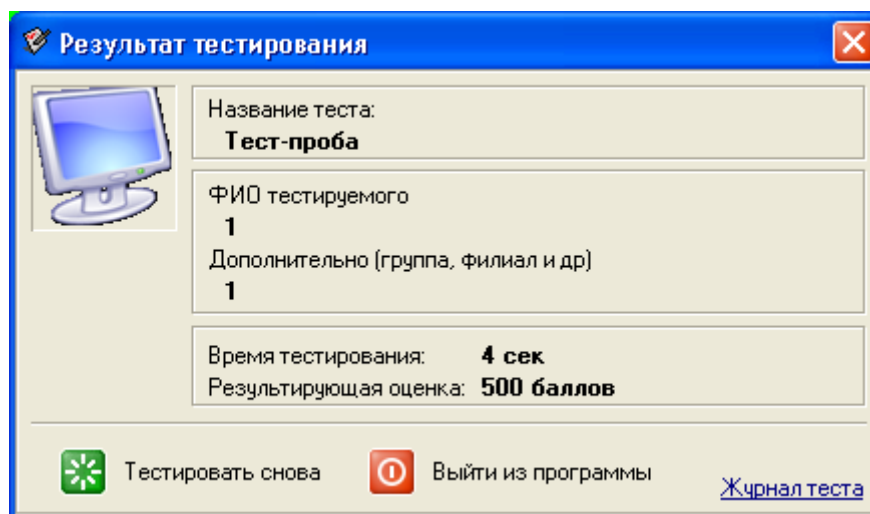 Результат тестирования
Название теста:
Тест-проба
ФИО тестируемого
1
Дополнительно (группа, филиал и др)
1
Время тестирования: 4 сек
Результирующая оценка: 500 баллов
Тестировать снова Выйти из программы
Журнал теста